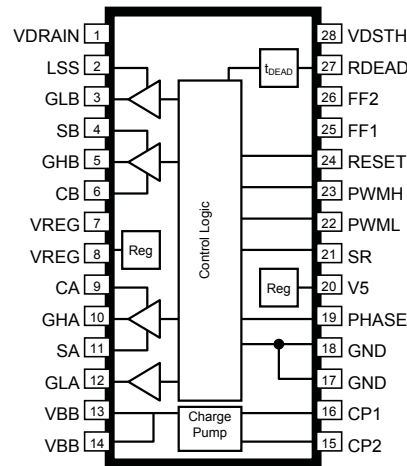 VDRAIN 1
LSS 2
GLB 3
SB 4
GHB 5
CB 6
VREG 7
VREG 8
CA 9
GHA 10
SA 11
GLA 12
VBB 13
VBB 14
Reg
Control Logic
tDEAD
Reg
Charge
Pump
28 VDSTH
27 RDEAD
26 FF2
25 FF1
24 RESET
23 PWMH
22 PWML
21 SR
20 V5
19 PHASE
18 GND
17 GND
16 CP1
15 CP2